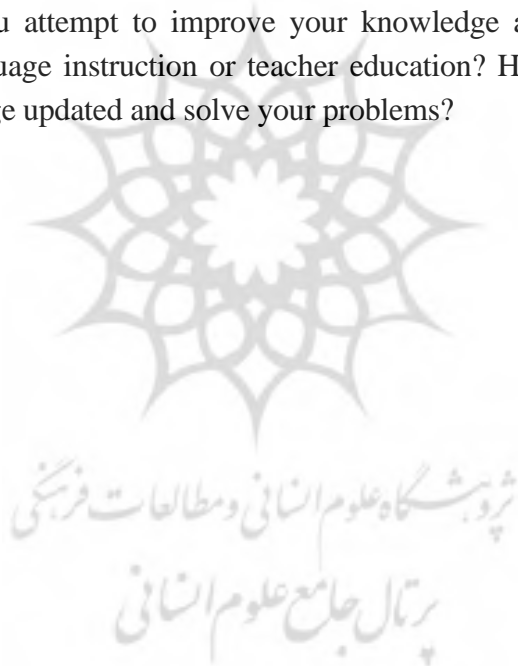 u attempt to improve your knowledge a
uage instruction or teacher education? H
ge updated and solve your problems?
پژوهشگاه علوم انسانی و مطالعات فرهنگی
پرتال جامع علوم انسانی